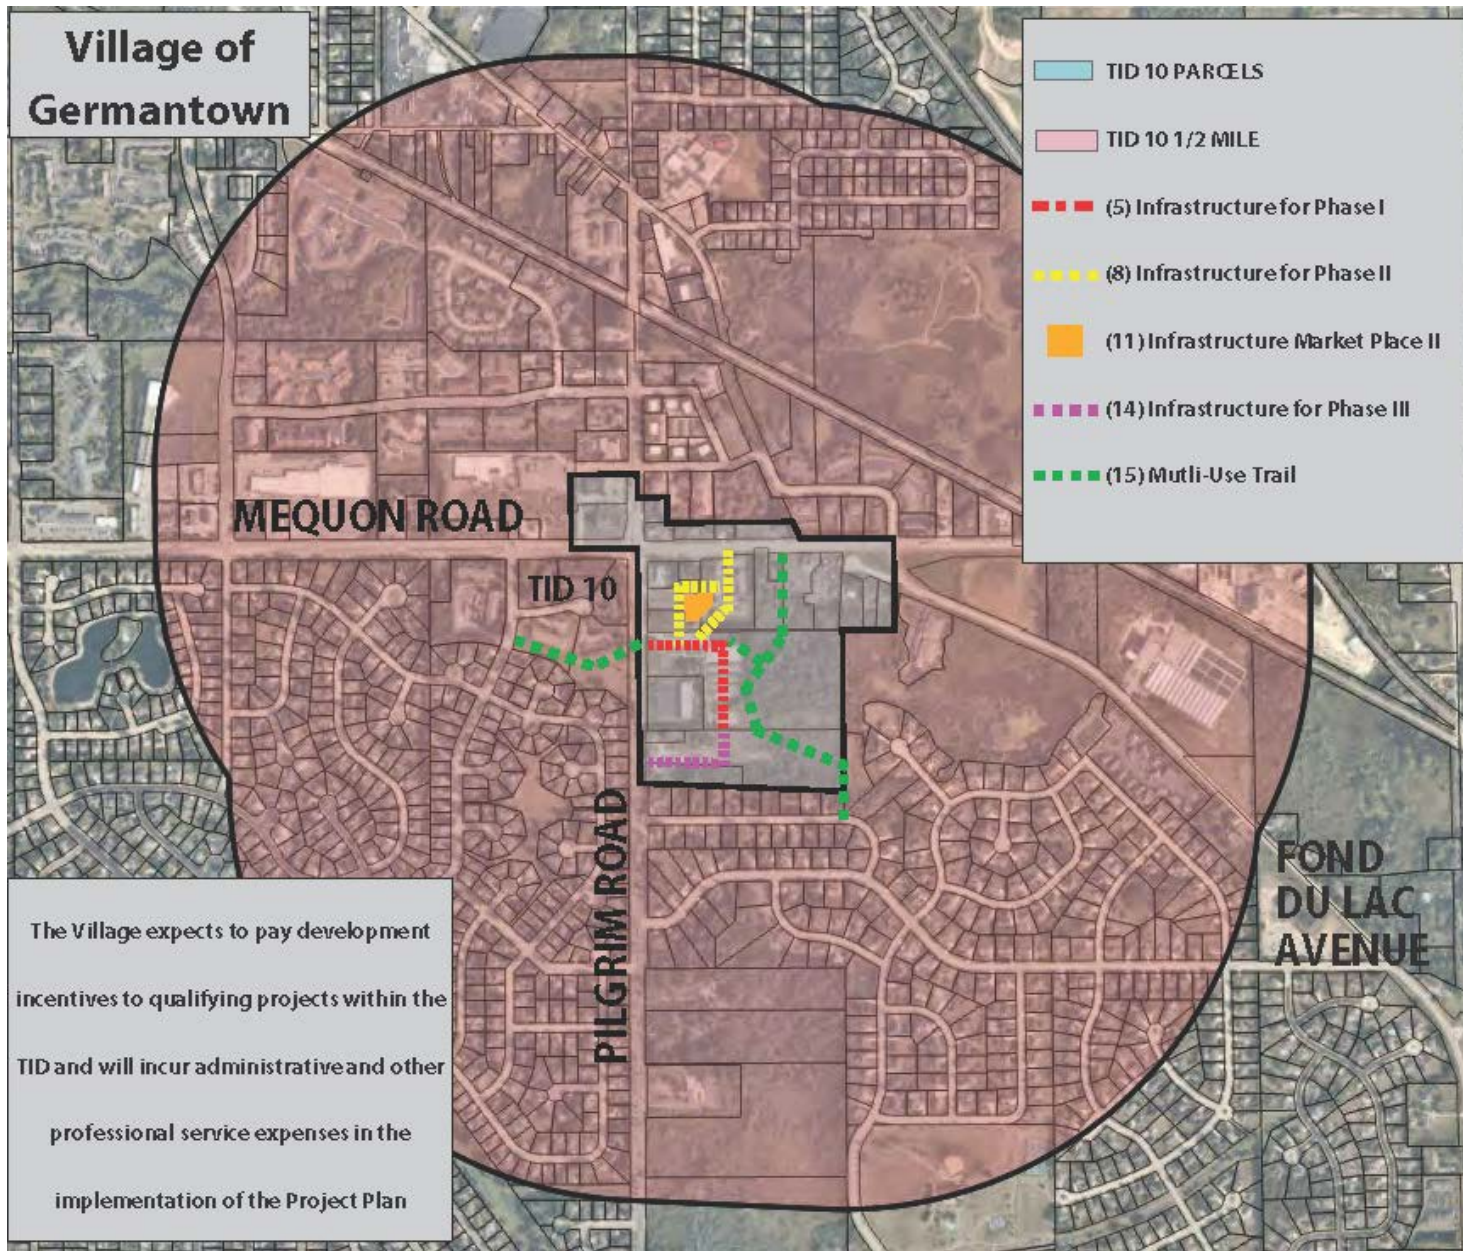 Village of
Germantown
TID 10 PARCELS
TID 10 1/2 MILE
(5) Infrastructure for Phase I
(8) Infrastructure for Phase II
(11) Infrastructure Market Place II
(14) Infrastructure for Phase III
(15) Mutli-Use Trail
MEQUON ROAD
TID 10
PILGRIM ROAD
FOND
DU LAC
AVENUE
The Village expects to pay development
incentives to qualifying projects within the
TID and will incur administrative and other
professional service expenses in the
implementation of the Project Plan